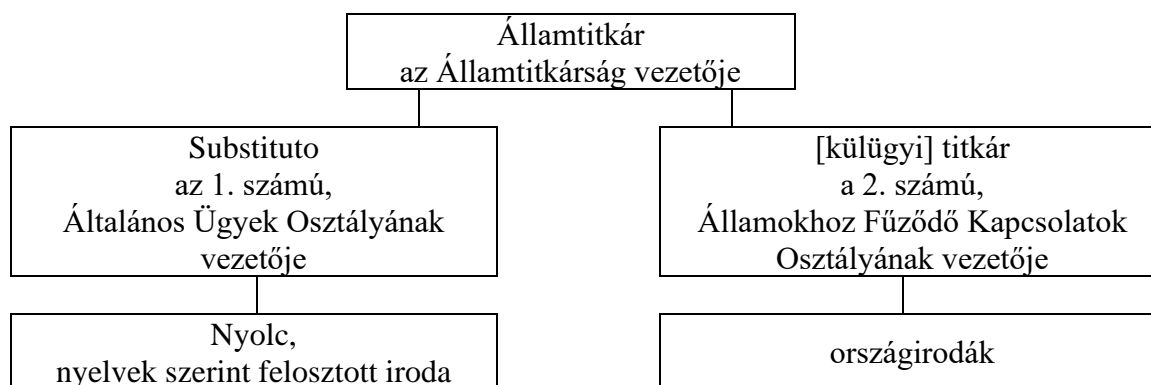 Államtitkár
az Államtitkárság vezetője
Substituto
az 1. számú,
Általános Ügyek Osztályának
vezetője
[külügyi] titkár
a 2. számú,
Államokhoz Fűződő Kapcsolatok
Osztályának vezetője
Nyolc,
nyelvek szerint felosztott iroda
országirodák